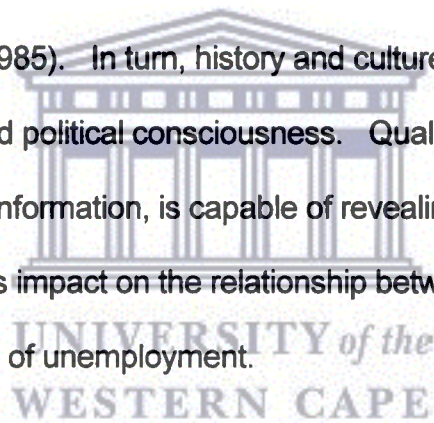 985). In turn, history and culture
d political consciousness. Qual
nformation, is capable of revealin
s impact on the relationship betw
of unemployment.
UNIVERSITY of the
WESTERN CAPE